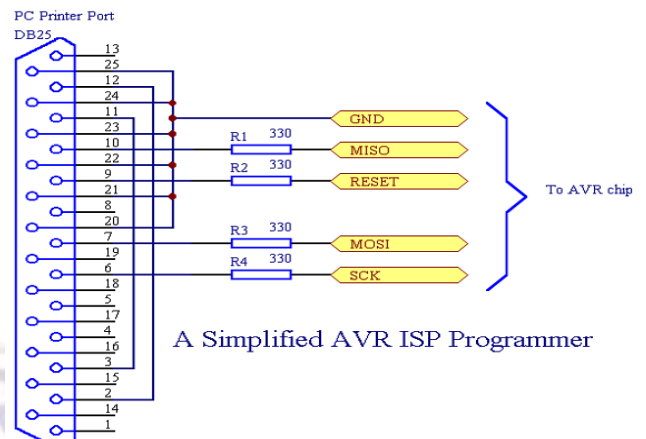 PC Printer Port
DB25
13
25
12
24
11
23
10
22
9
21
8
20
7
19
6
18
5
17
4
16
3
15
2
14
1
GND
R1 330
MISO
R2 330
RESET
R3 330
MOSI
R4 330
SCK
To AVR chip
A Simplified AVR ISP Programmer